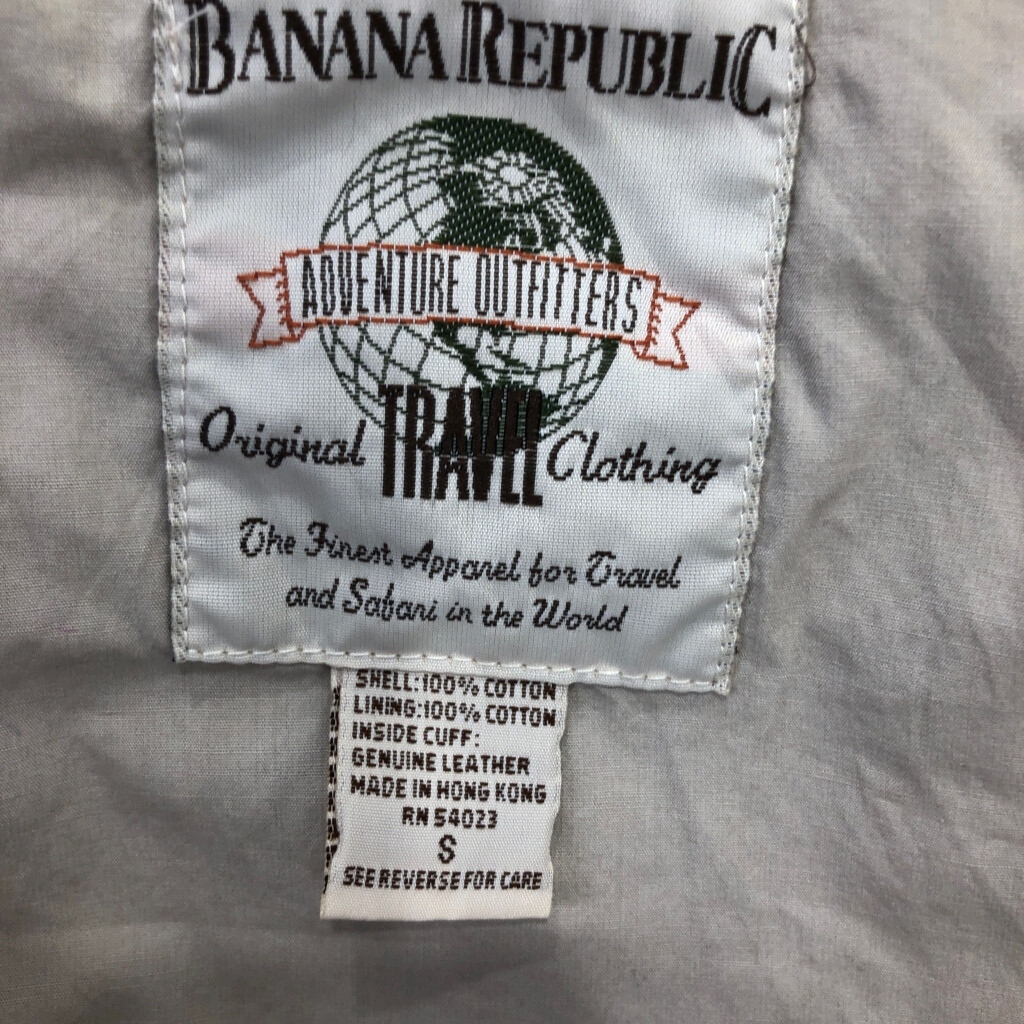 BANANA REPUBLIC
ADVENTURE OUTFITTERS
Original TRAVEL Clothing
The Finest Apparel for Travel
and Safari in the World
SHELL:100% COTTON
LINING:100% COTTON
INSIDE CUFF:
GENUINE LEATHER
MADE IN HONG KONG
RN 54023
S
SEE REVERSE FOR CARE